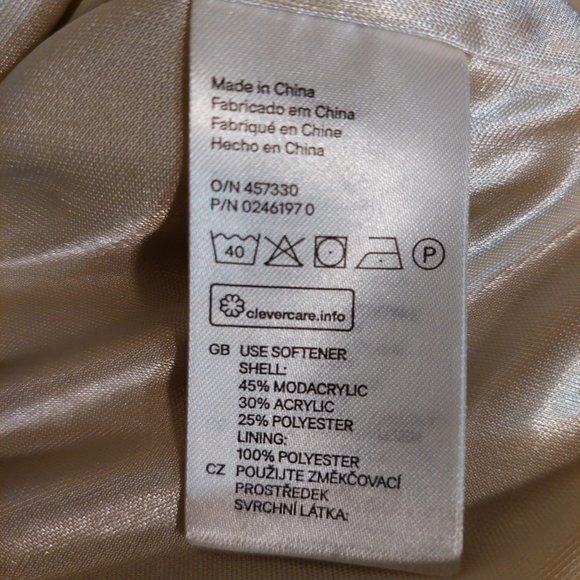 Made in China
Fabricado em China
Fabriqué en Chine
Hecho en China
O/N 457330
P/N 0246197 0
40 P
clevercare.info
GB USE SOFTENER
SHELL:
45% MODACRYLIC
30% ACRYLIC
25% POLYESTER
LINING:
100% POLYESTER
CZ POUŽIJTE ZMĚKČOVACÍ
PROSTŘEDEK
SVRCHNÍ LÁTKA: